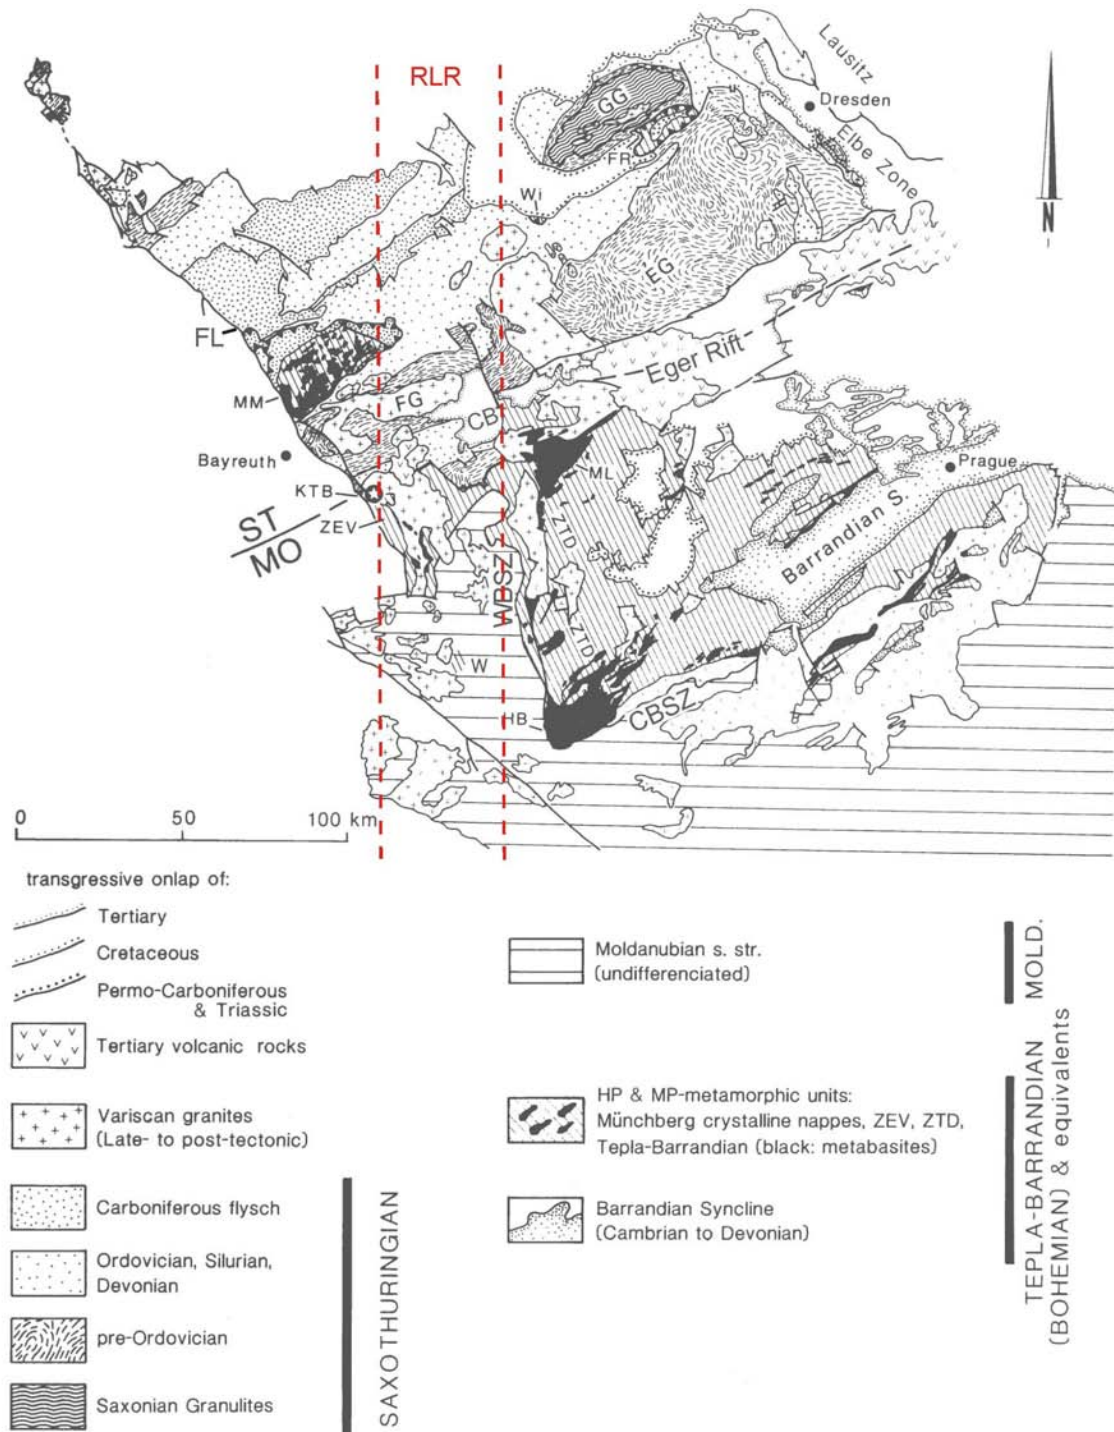 RLR
Lausitz
GG
Dresden
FR
Elbe Zone
Wi
N
EG
FL
Eger Rift
MM
FG
CB
Bayreuth
ML
Prague
KTB
ST
MO
ZEV
ZTD
Barrandian S
WBSZ
ZTD
W
HB
CBSZ
0 50 100 km
transgressive onlap of:
Tertiary
Cretaceous
Permo-Carboniferous
& Triassic
Tertiary volcanic rocks
Variscan granites
(Late- to post-tectonic)
Carboniferous flysch
Ordovician, Silurian,
Devonian
pre-Ordovician
Saxonian Granulites
SAXOTHURINGIAN
Moldanubian s. str.
(undifferenciated)
HP & MP-metamorphic units:
Münchberg crystalline nappes, ZEV, ZTD,
Tepla-Barrandian (black: metabasites)
Barrandian Syncline
(Cambrian to Devonian)
MOLD.
TEPLA-BARRANDIAN
(BOHEMIAN) & equivalents